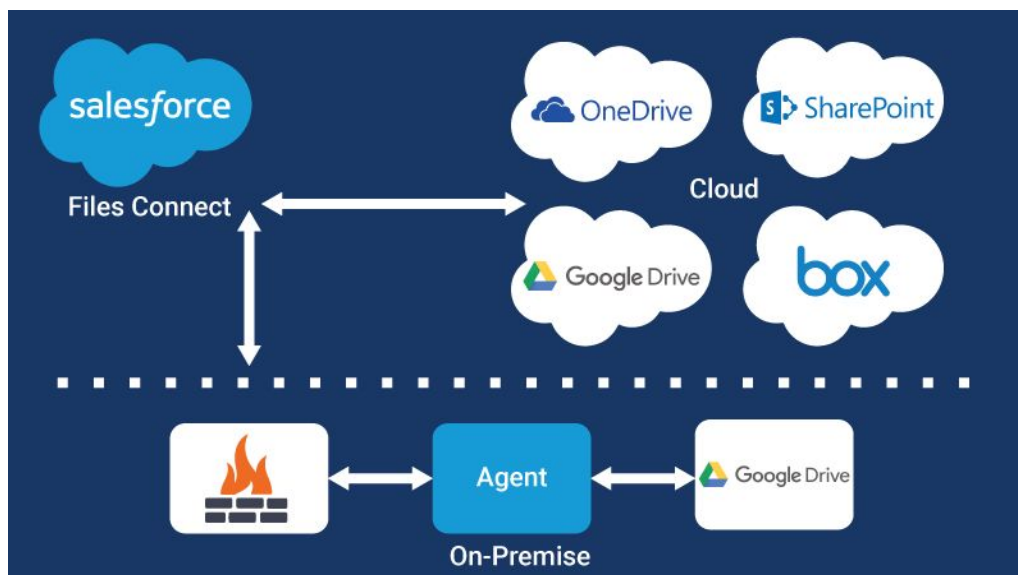 salesforce
Files Connect
OneDrive
S
SharePoint
Cloud
Google Drive
box
Agent
Google Drive
On-Premise